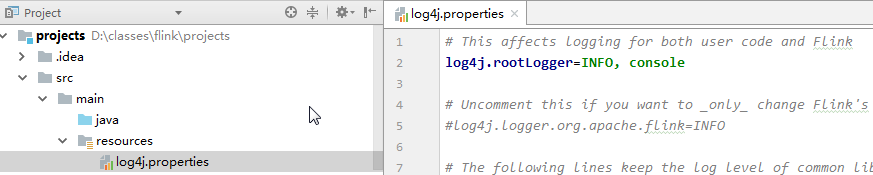 Project
projects D:\classes\flink\projects
.idea
src
main
java
resources
log4j.properties
log4j.properties
1 # This affects logging for both user code and Flink
2 log4j.rootLogger=INFO, console
3
4 # Uncomment this if you want to _only_ change Flink's
5 #log4j.logger.org.apache.flink=INFO
6
7 # The following lines keep the log level of common lib